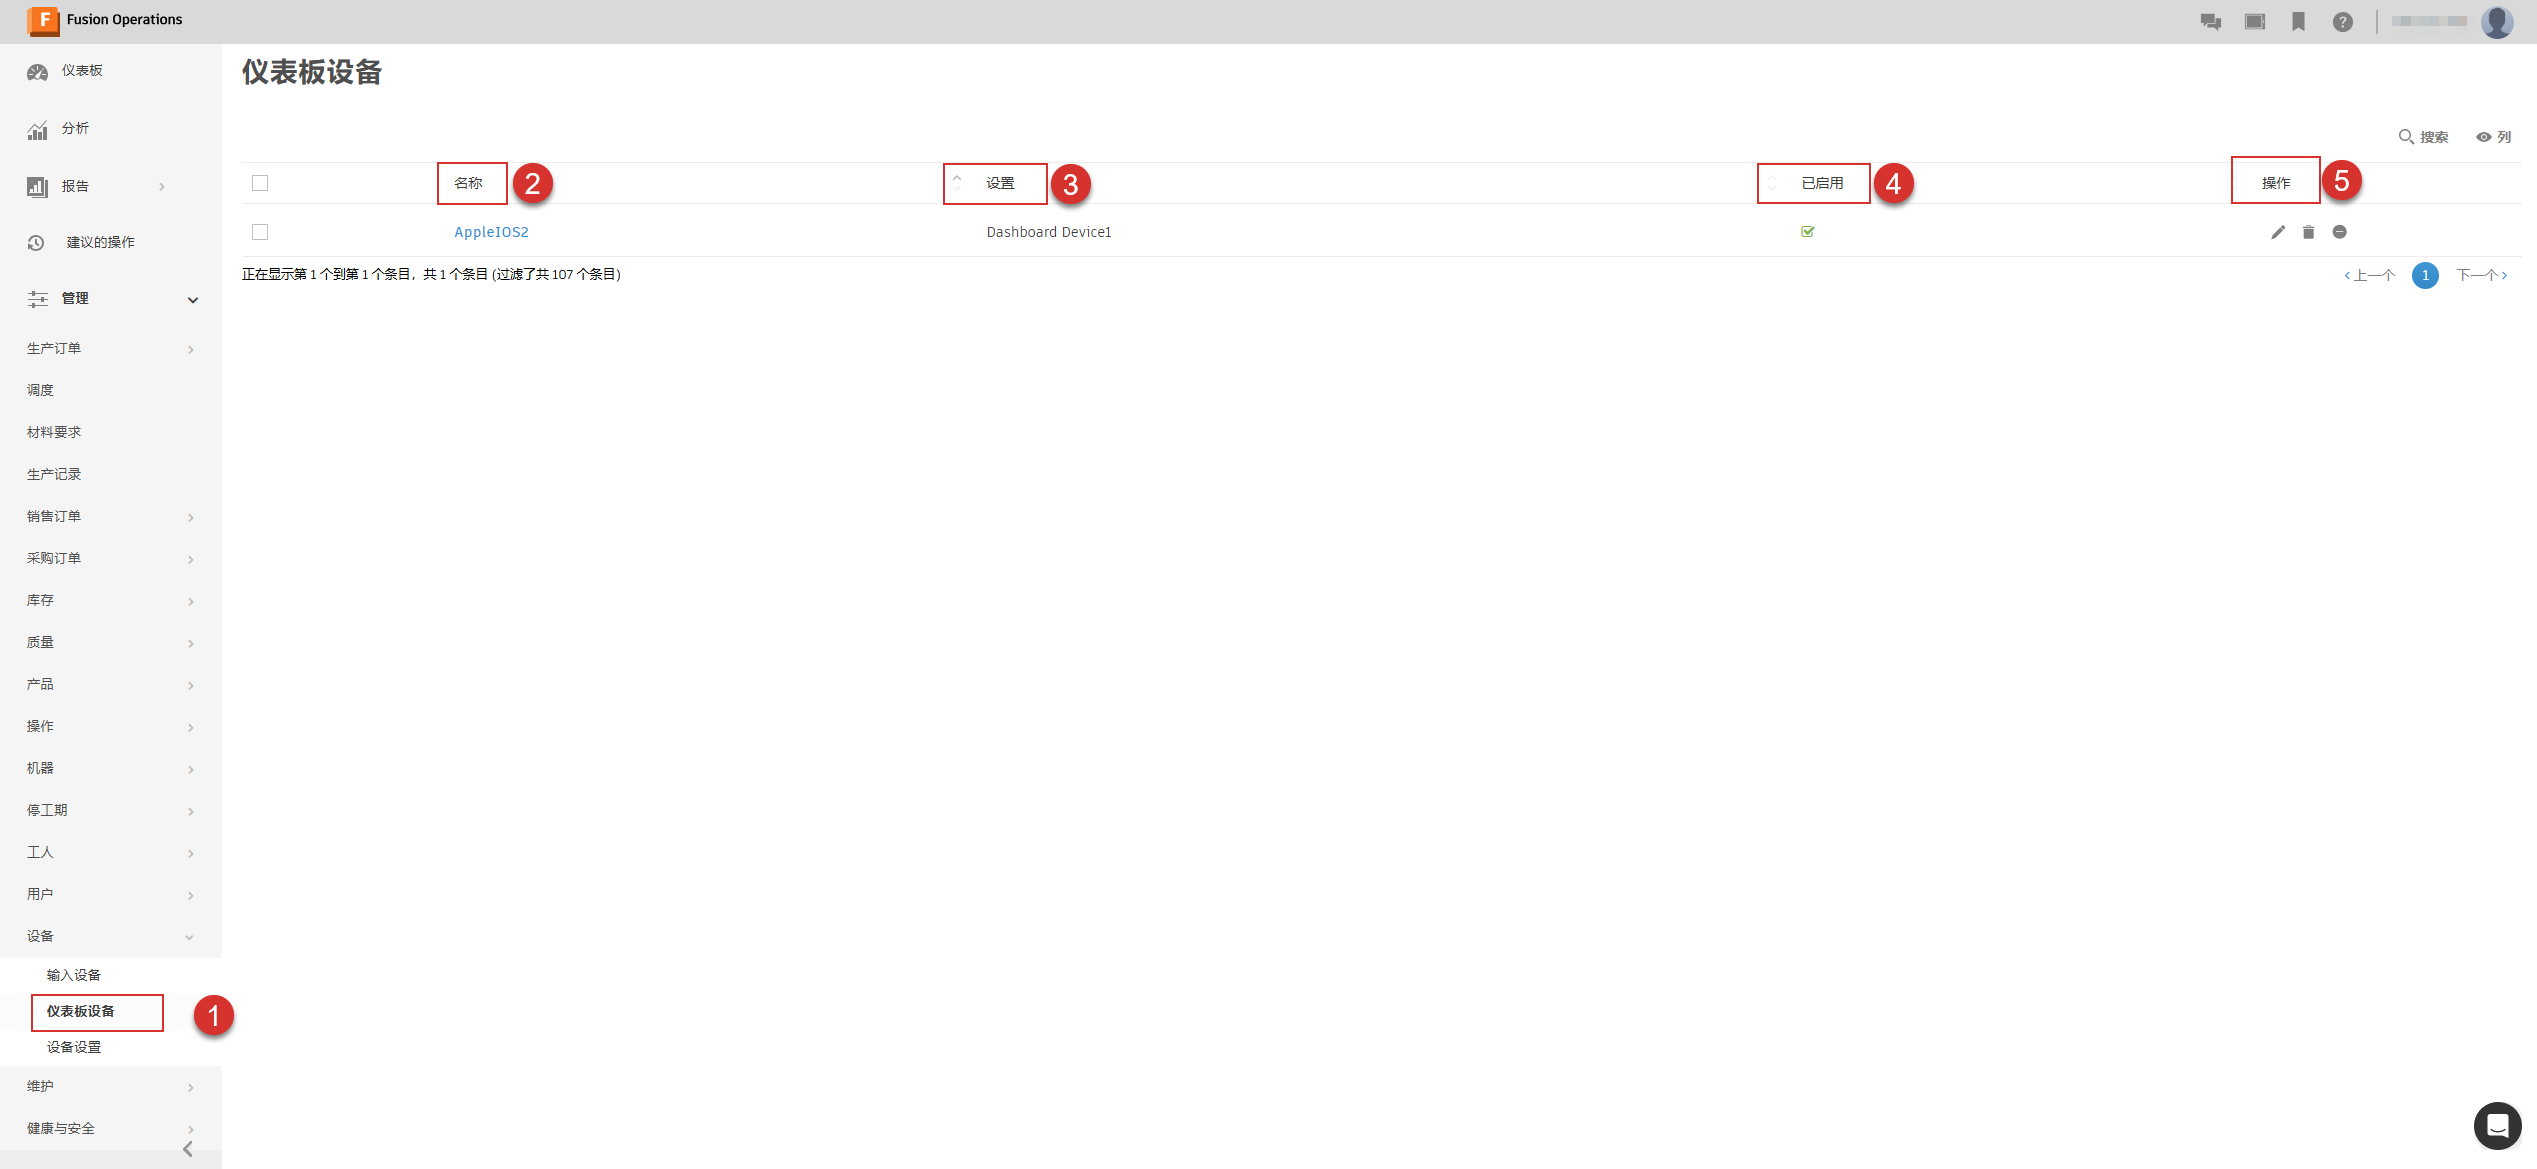 F Fusion Operations
仪表板
分析
报告
建议的操作
管理
生产订单
调度
材料要求
生产记录
销售订单
采购订单
库存
质量
产品
操作
机器
停工期
工人
用户
设备
输入设备
仪表板设备 1
设备设置
维护
健康与安全
仪表板设备
搜索 列
名称 2 设置 3 已启用 4 操作 5
AppleIOS2 Dashboard Device1
正在显示第 1 个到第 1 个条目，共 1 个条目 (过滤了共 107 个条目)
上一个 1 下一个